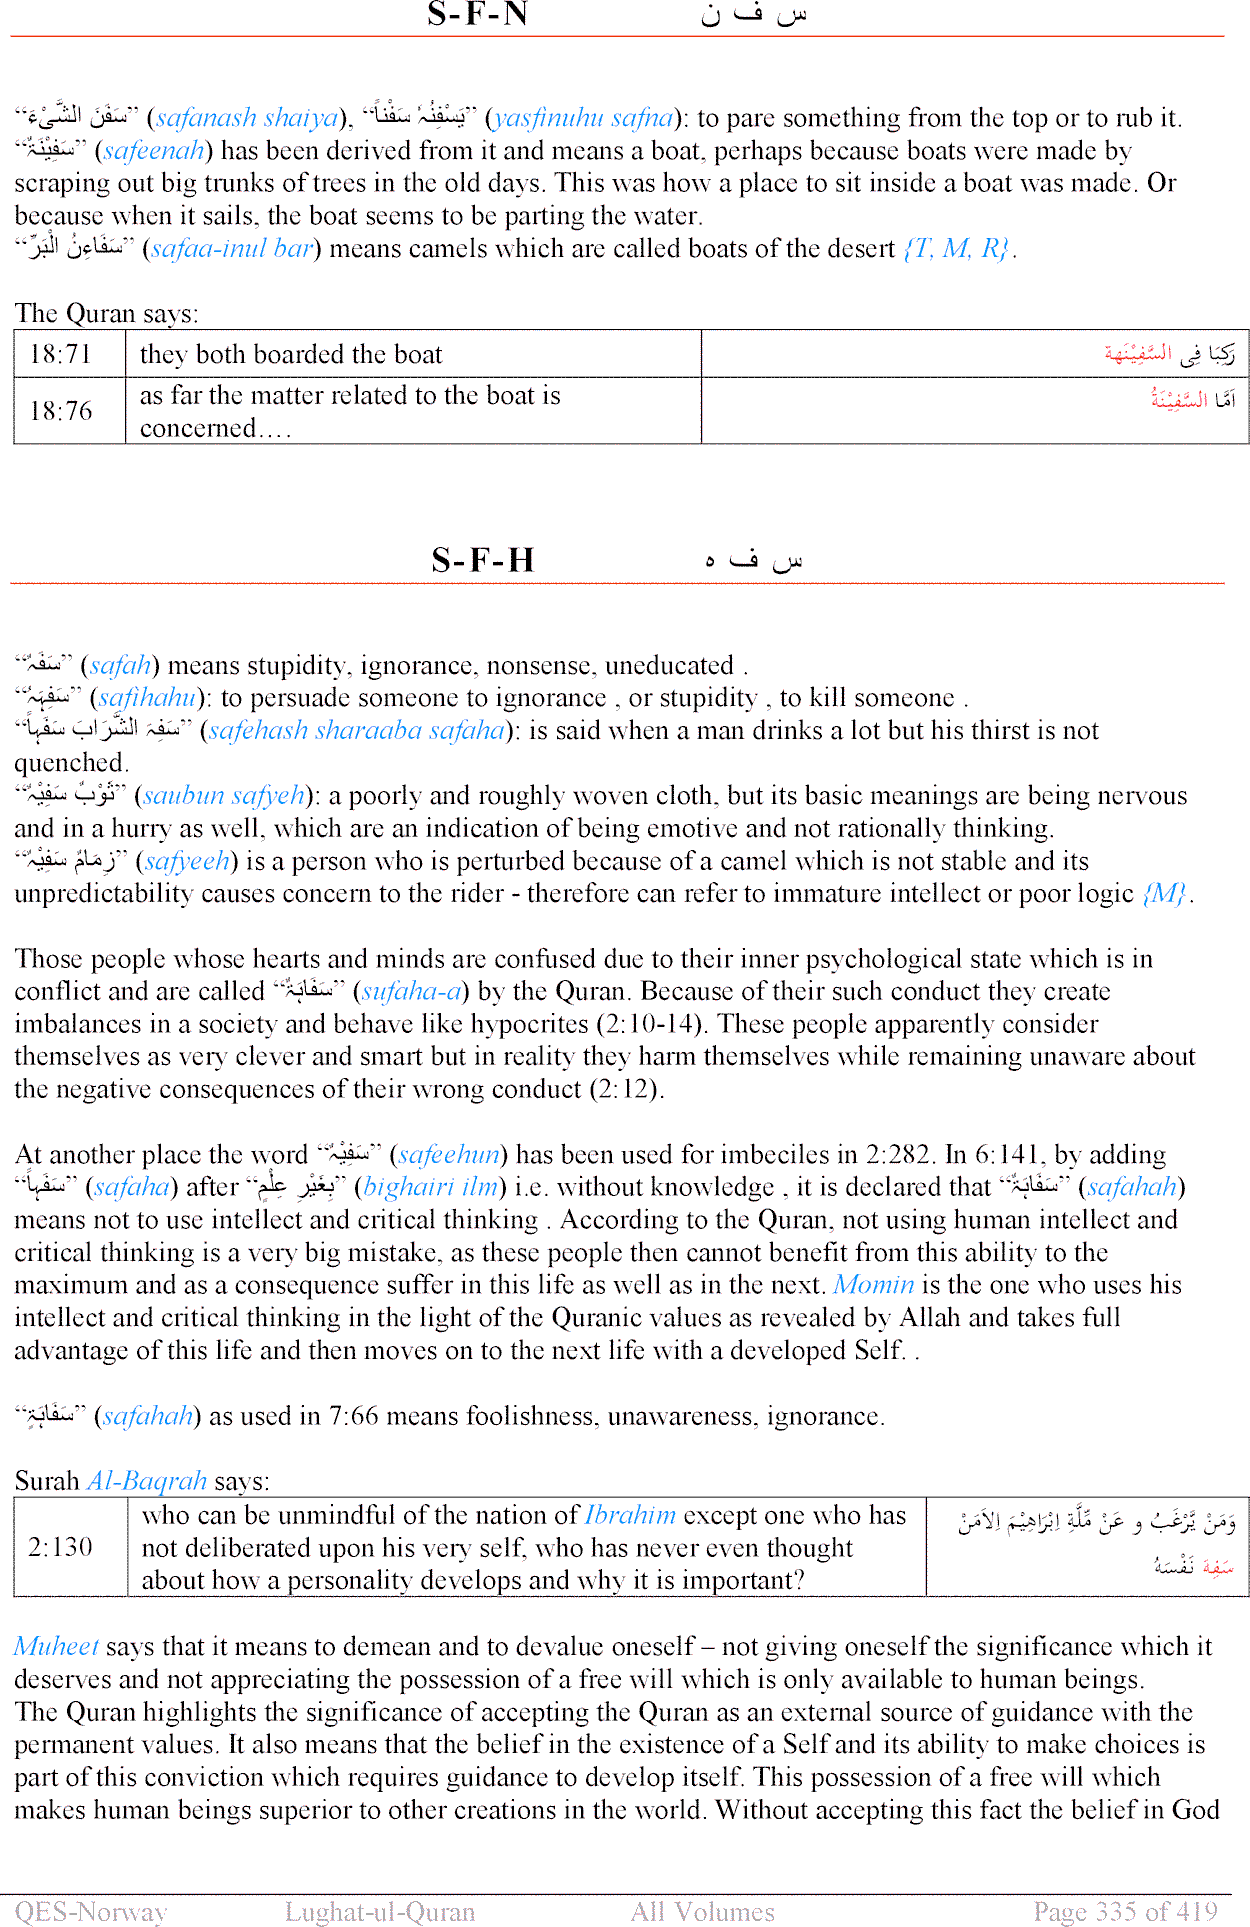 S-F-N س ف ن
“سَفَنَ الشَّیْءَ” (safanash shaiya), “یَسْفِنُہٗ سَفْناً” (yasfinuhu safna): to pare something from the top or to rub it.
“سَفِیْنَۃٌ” (safeenah) has been derived from it and means a boat, perhaps because boats were made by
scraping out big trunks of trees in the old days. This was how a place to sit inside a boat was made. Or
because when it sails, the boat seems to be parting the water.
“سَفَاءِنُ الْبَرِّ” (safaa-inul bar) means camels which are called boats of the desert {T, M, R}.
The Quran says:
18:71 they both boarded the boat رَکِبَا فِی السَّفِیْنَهة
18:76 as far the matter related to the boat is
concerned…. اَمَّا السَّفِیْنَةُ
S-F-H س ف ہ
“سَفَہٌ” (safah) means stupidity, ignorance, nonsense, uneducated .
“سَفِہَہُ” (safihahu): to persuade someone to ignorance , or stupidity , to kill someone .
“سَفِہَ الشَّرَابَ سَفَہاً” (safehash sharaaba safaha): is said when a man drinks a lot but his thirst is not
quenched.
“ثَوْبٌ سَفِیْہٌ” (saubun safyeh): a poorly and roughly woven cloth, but its basic meanings are being nervous
and in a hurry as well, which are an indication of being emotive and not rationally thinking.
“زِمَامٌ سَفِیْہٌ” (safyeeh) is a person who is perturbed because of a camel which is not stable and its
unpredictability causes concern to the rider - therefore can refer to immature intellect or poor logic {M}.
Those people whose hearts and minds are confused due to their inner psychological state which is in
conflict and are called “سَفَاہَۃٌ” (sufaha-a) by the Quran. Because of their such conduct they create
imbalances in a society and behave like hypocrites (2:10-14). These people apparently consider
themselves as very clever and smart but in reality they harm themselves while remaining unaware about
the negative consequences of their wrong conduct (2:12).
At another place the word “سَفِیْہٌ” (safeehun) has been used for imbeciles in 2:282. In 6:141, by adding
“سَفَہاً” (safaha) after “بِغَیْرِ عِلْمٍ” (bighairi ilm) i.e. without knowledge , it is declared that “سَفَاہَۃٌ” (safahah)
means not to use intellect and critical thinking . According to the Quran, not using human intellect and
critical thinking is a very big mistake, as these people then cannot benefit from this ability to the
maximum and as a consequence suffer in this life as well as in the next. Momin is the one who uses his
intellect and critical thinking in the light of the Quranic values as revealed by Allah and takes full
advantage of this life and then moves on to the next life with a developed Self. .
“سَفَاہَۃٍ” (safahah) as used in 7:66 means foolishness, unawareness, ignorance.
Surah Al-Baqrah says:
2:130 who can be unmindful of the nation of Ibrahim except one who has
not deliberated upon his very self, who has never even thought
about how a personality develops and why it is important?
وَمَنْ یَّرْغَبُ و عَنْ مِّلَّةِ اِبْرَاهِیْمَ اِلاَمَنْ
سَفِهَ نَفْسَهُ
Muheet says that it means to demean and to devalue oneself – not giving oneself the significance which it
deserves and not appreciating the possession of a free will which is only available to human beings.
The Quran highlights the significance of accepting the Quran as an external source of guidance with the
permanent values. It also means that the belief in the existence of a Self and its ability to make choices is
part of this conviction which requires guidance to develop itself. This possession of a free will which
makes human beings superior to other creations in the world. Without accepting this fact the belief in God
QES-Norway Lughat-ul-Quran All Volumes Page 335 of 419